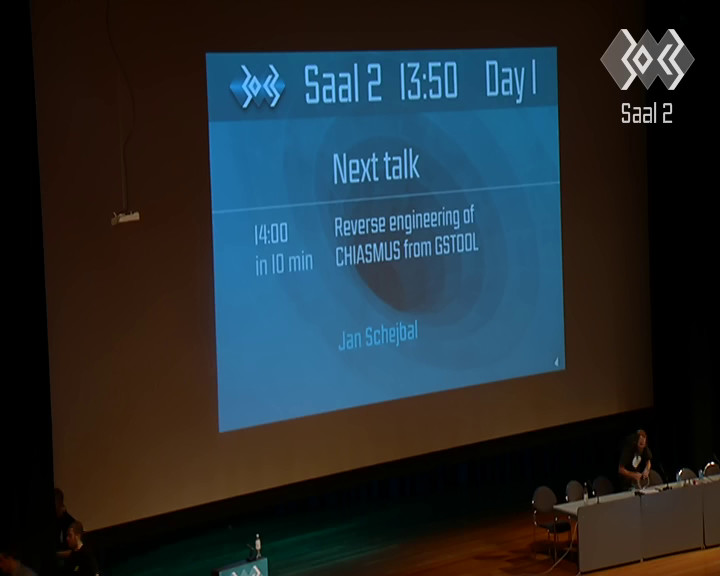 Saal 2 13:50 Day 1
Next talk
14:00
in 10 min
Reverse engineering of
CHIASMUS from GSTOOL
Jan Schejbal
Saal 2